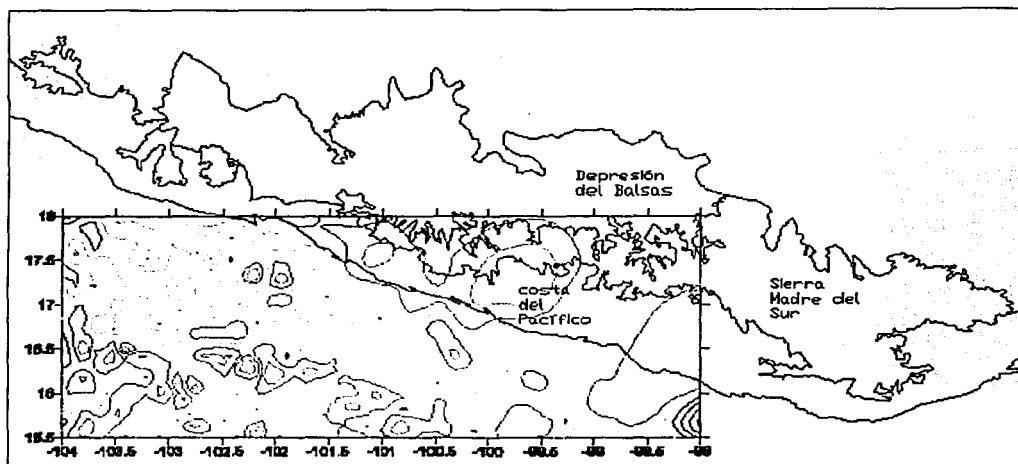 Depresión
del Balsas
18
17.5
costa
del
Pacífico
Sierra
Madre del
Sur
17
16.5
16
15.5
-104 -103.5 -103 -102.5 -102 -101.5 -101 -100.5 -100 -99.5 -99 -98.5 -98